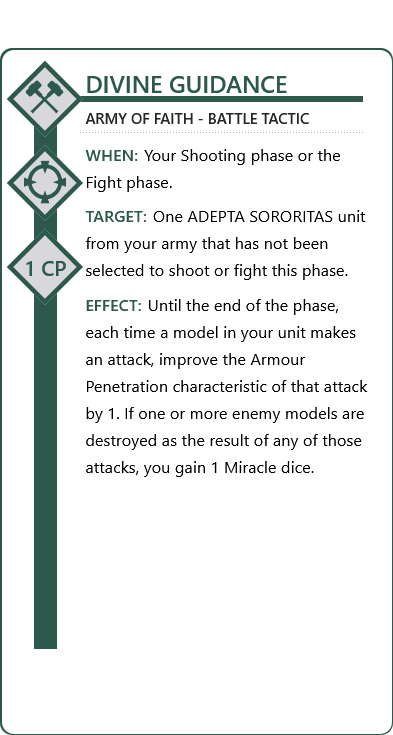 DIVINE GUIDANCE
ARMY OF FAITH - BATTLE TACTIC
WHEN: Your Shooting phase or the
Fight phase.
TARGET: One ADEPTA SORORITAS unit
from your army that has not been
selected to shoot or fight this phase.
1 CP
EFFECT: Until the end of the phase,
each time a model in your unit makes
an attack, improve the Armour
Penetration characteristic of that attack
by 1. If one or more enemy models are
destroyed as the result of any of those
attacks, you gain 1 Miracle dice.